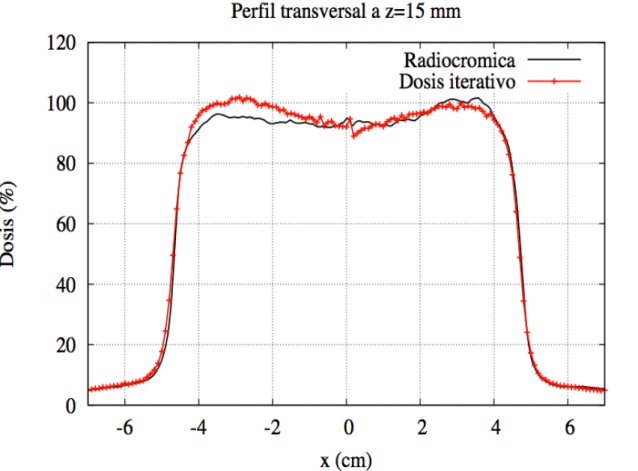 Perfil transversal a z=15 mm
120
Radiocromica
Dosis iterativo
100
80
60
40
20
0
Dosis (%)
-6
-4
-2
0
2
4
6
x (cm)